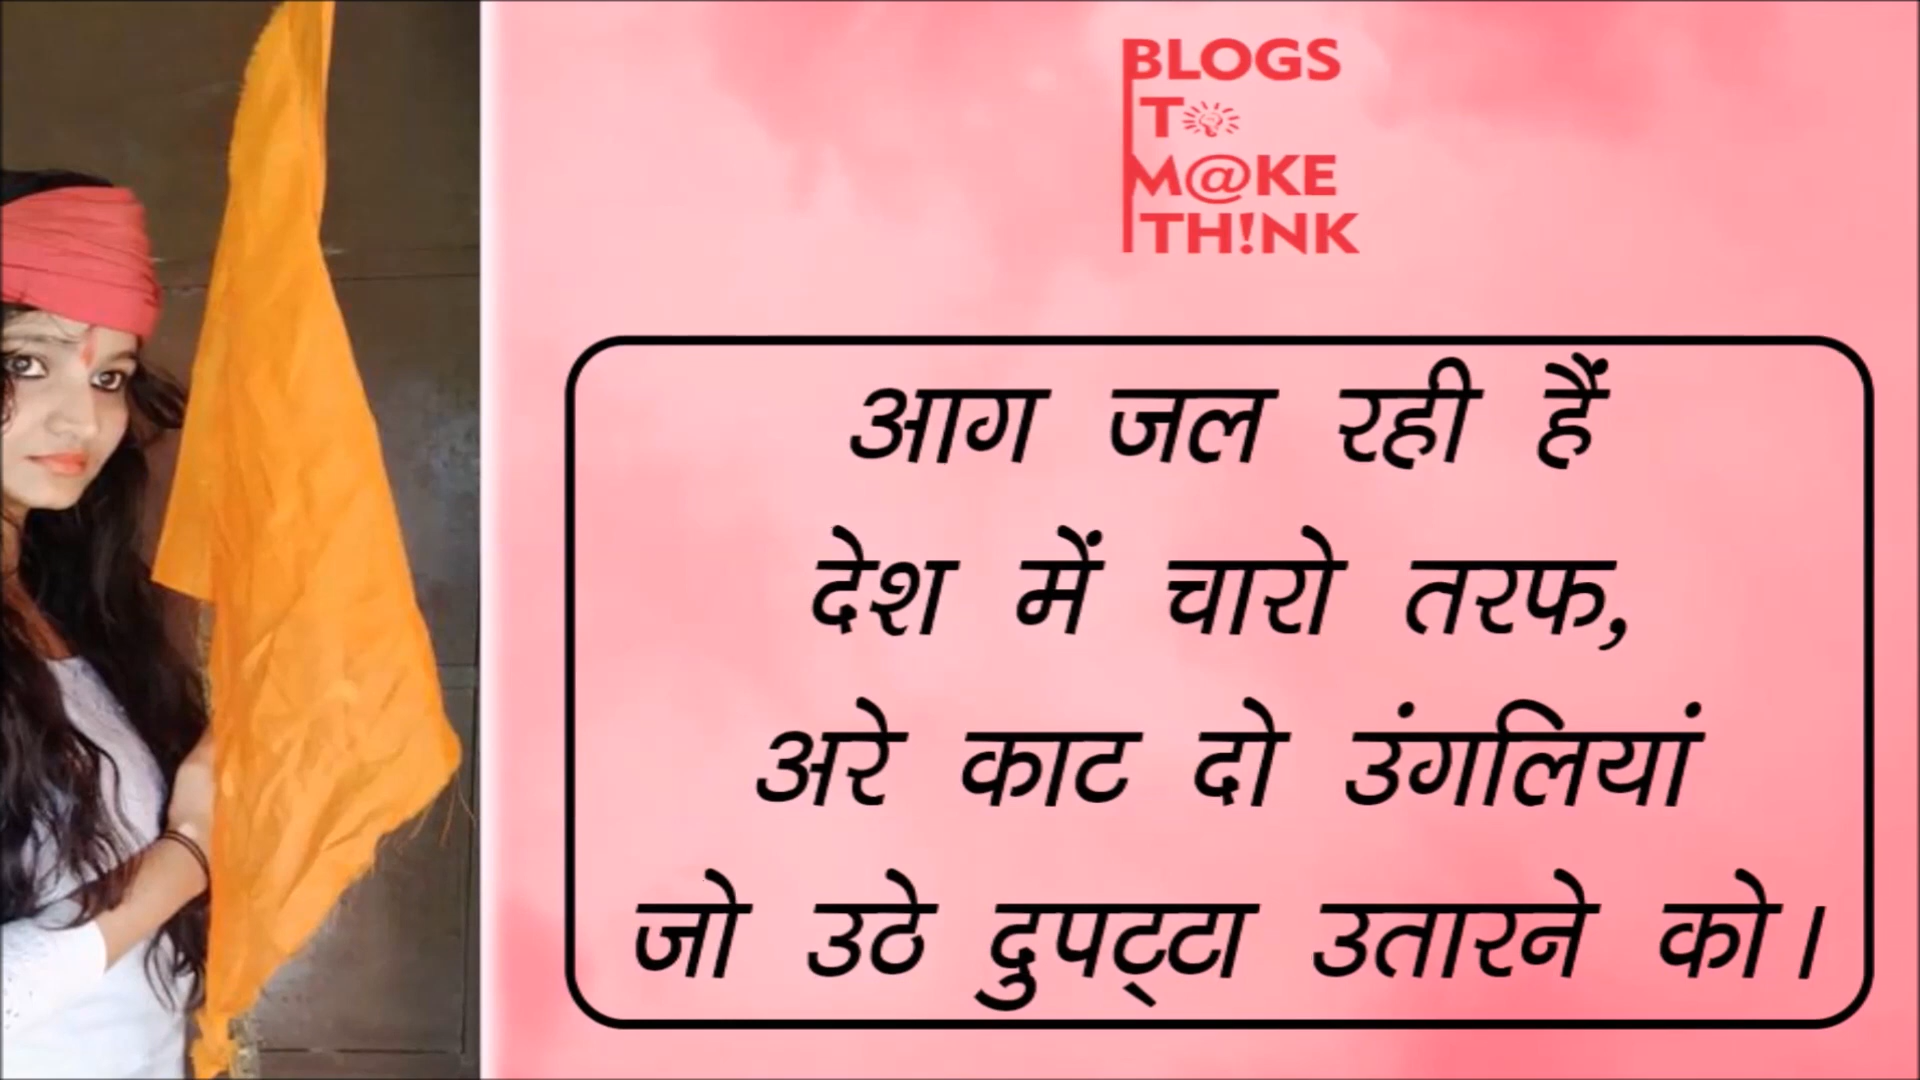 BLOGS
TO
M@KE
TH!NK
आग जल रही हैं
देश में चारो तरफ,
अरे काट दो उंगलियां
जो उठे दुपट्टा उतारने को।